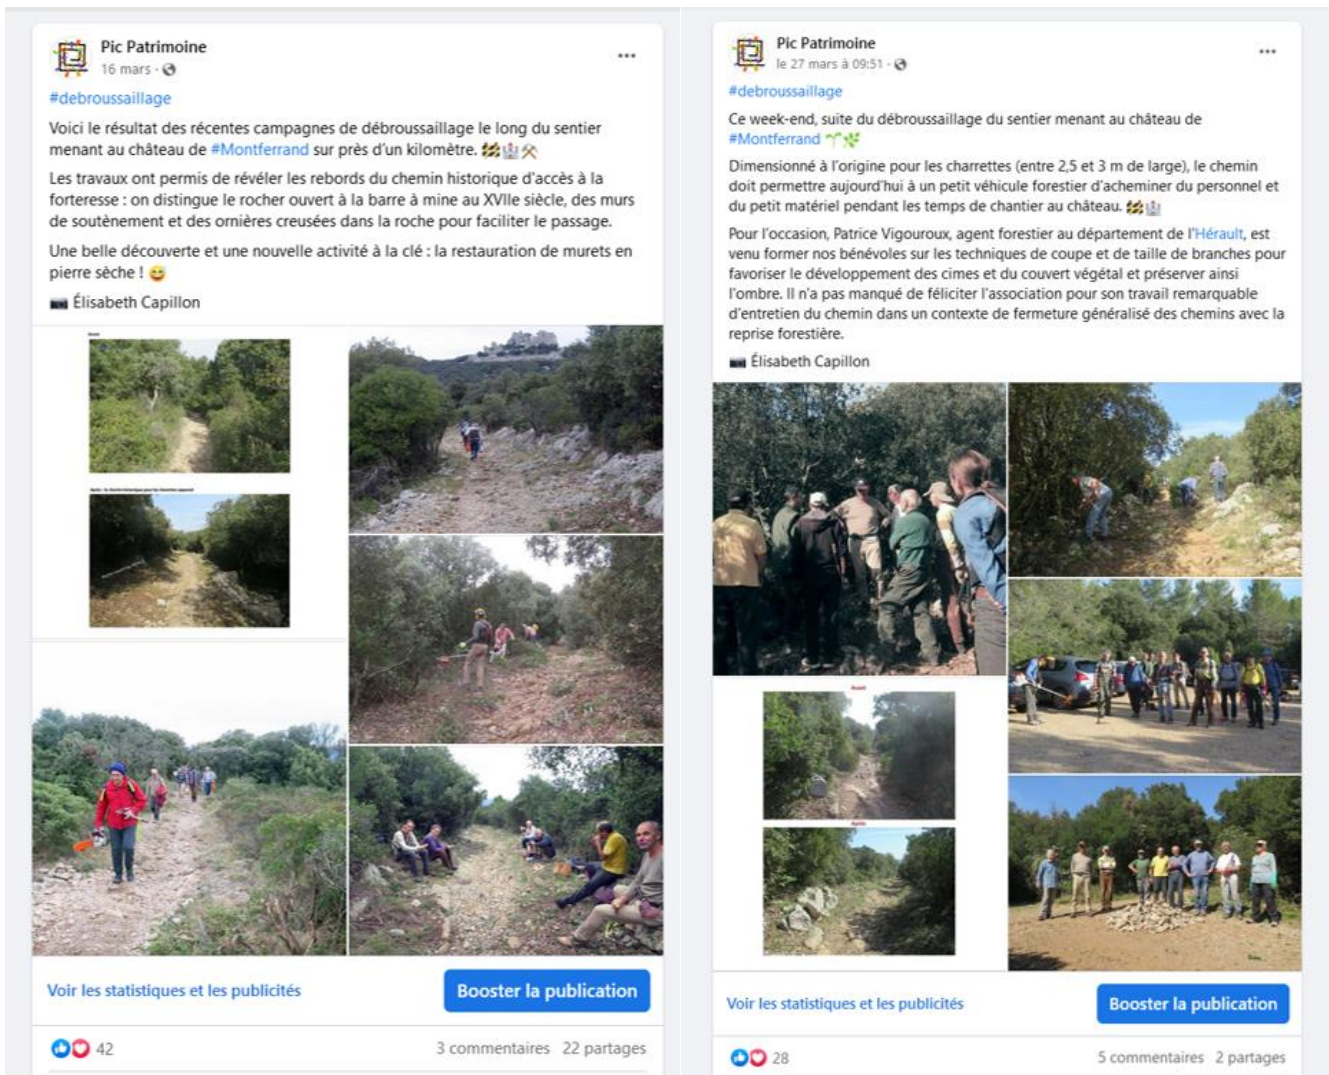 Pic Patrimoine
16 mars ·
#debroussaillage
Voici le résultat des récentes campagnes de débroussaillage le long du sentier
menant au château de #Montferrand sur près d'un kilomètre. 🚧🏰⚒
Les travaux ont permis de révéler les rebords du chemin historique d'accès à la
forteresse : on distingue le rocher ouvert à la barre à mine au XVIIe siècle, des murs
de soutènement et des ornières creusées dans la roche pour faciliter le passage.
Une belle découverte et une nouvelle activité à la clé : la restauration de murets en
pierre sèche ! 😄
📷 Élisabeth Capillon
Voir les statistiques et les publicités
Booster la publication
42
3 commentaires 22 partages
Pic Patrimoine
le 27 mars à 09:51 ·
#debroussaillage
Ce week-end, suite du débroussaillage du sentier menant au château de
#Montferrand 🌱🌿
Dimensionné à l'origine pour les charrettes (entre 2,5 et 3 m de large), le chemin
doit permettre aujourd'hui à un petit véhicule forestier d'acheminer du personnel et
du petit matériel pendant les temps de chantier au château. 🚧🏰
Pour l'occasion, Patrice Vigouroux, agent forestier au département de l'Hérault, est
venu former nos bénévoles sur les techniques de coupe et de taille de branches pour
favoriser le développement des cimes et du couvert végétal et préserver ainsi
l'ombre. Il n'a pas manqué de féliciter l'association pour son travail remarquable
d'entretien du chemin dans un contexte de fermeture généralisé des chemins avec la
reprise forestière.
📷 Élisabeth Capillon
Avant
Après
Voir les statistiques et les publicités
Booster la publication
28
5 commentaires 2 partages